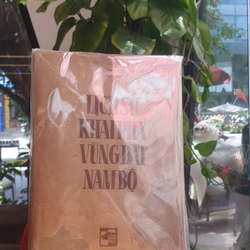 LỊCH SỬ
KHAI PHÁ
VÙNG ĐẤT
NAM BỘ